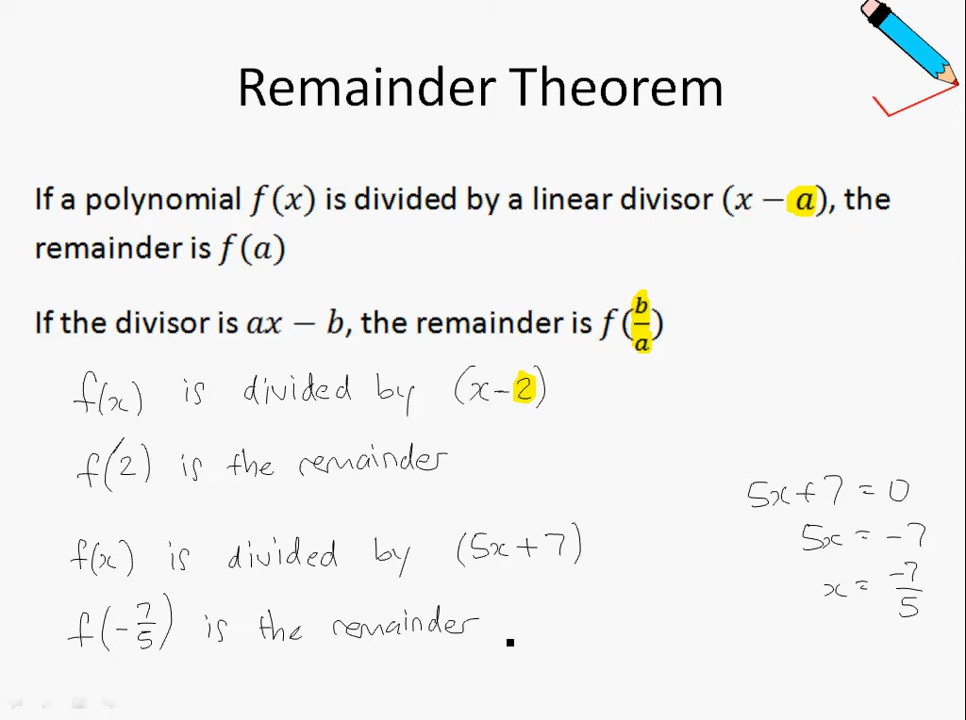 Remainder Theorem
If a polynomial f(x) is divided by a linear divisor (x − a), the
remainder is f(a)
If the divisor is ax − b, the remainder is f(b/a)
f(x) is divided by (x-2)
f(2) is the remainder
f(x) is divided by (5x+7)
f(-7/5) is the remainder
5x+7 = 0
5x = -7
x = -7/5